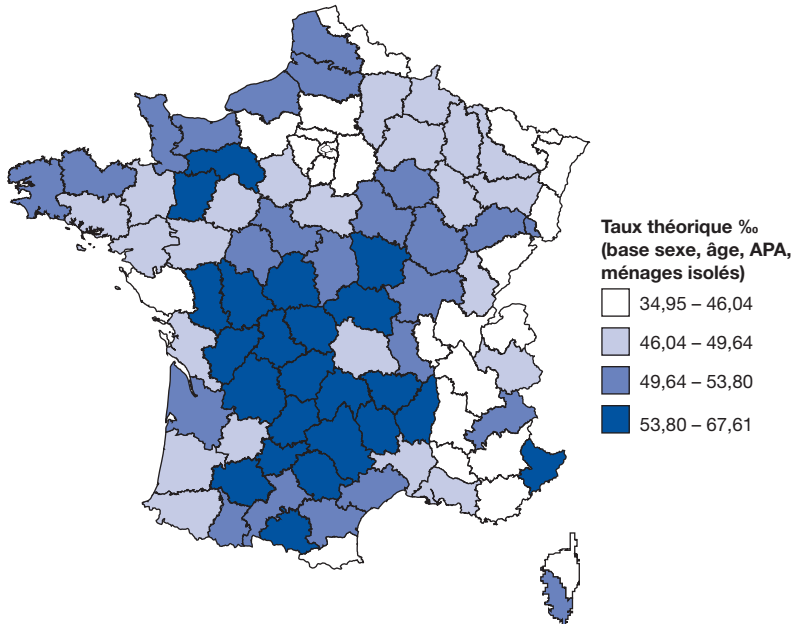 Taux théorique ‰
(base sexe, âge, APA,
ménages isolés)
34,95 – 46,04
46,04 – 49,64
49,64 – 53,80
53,80 – 67,61